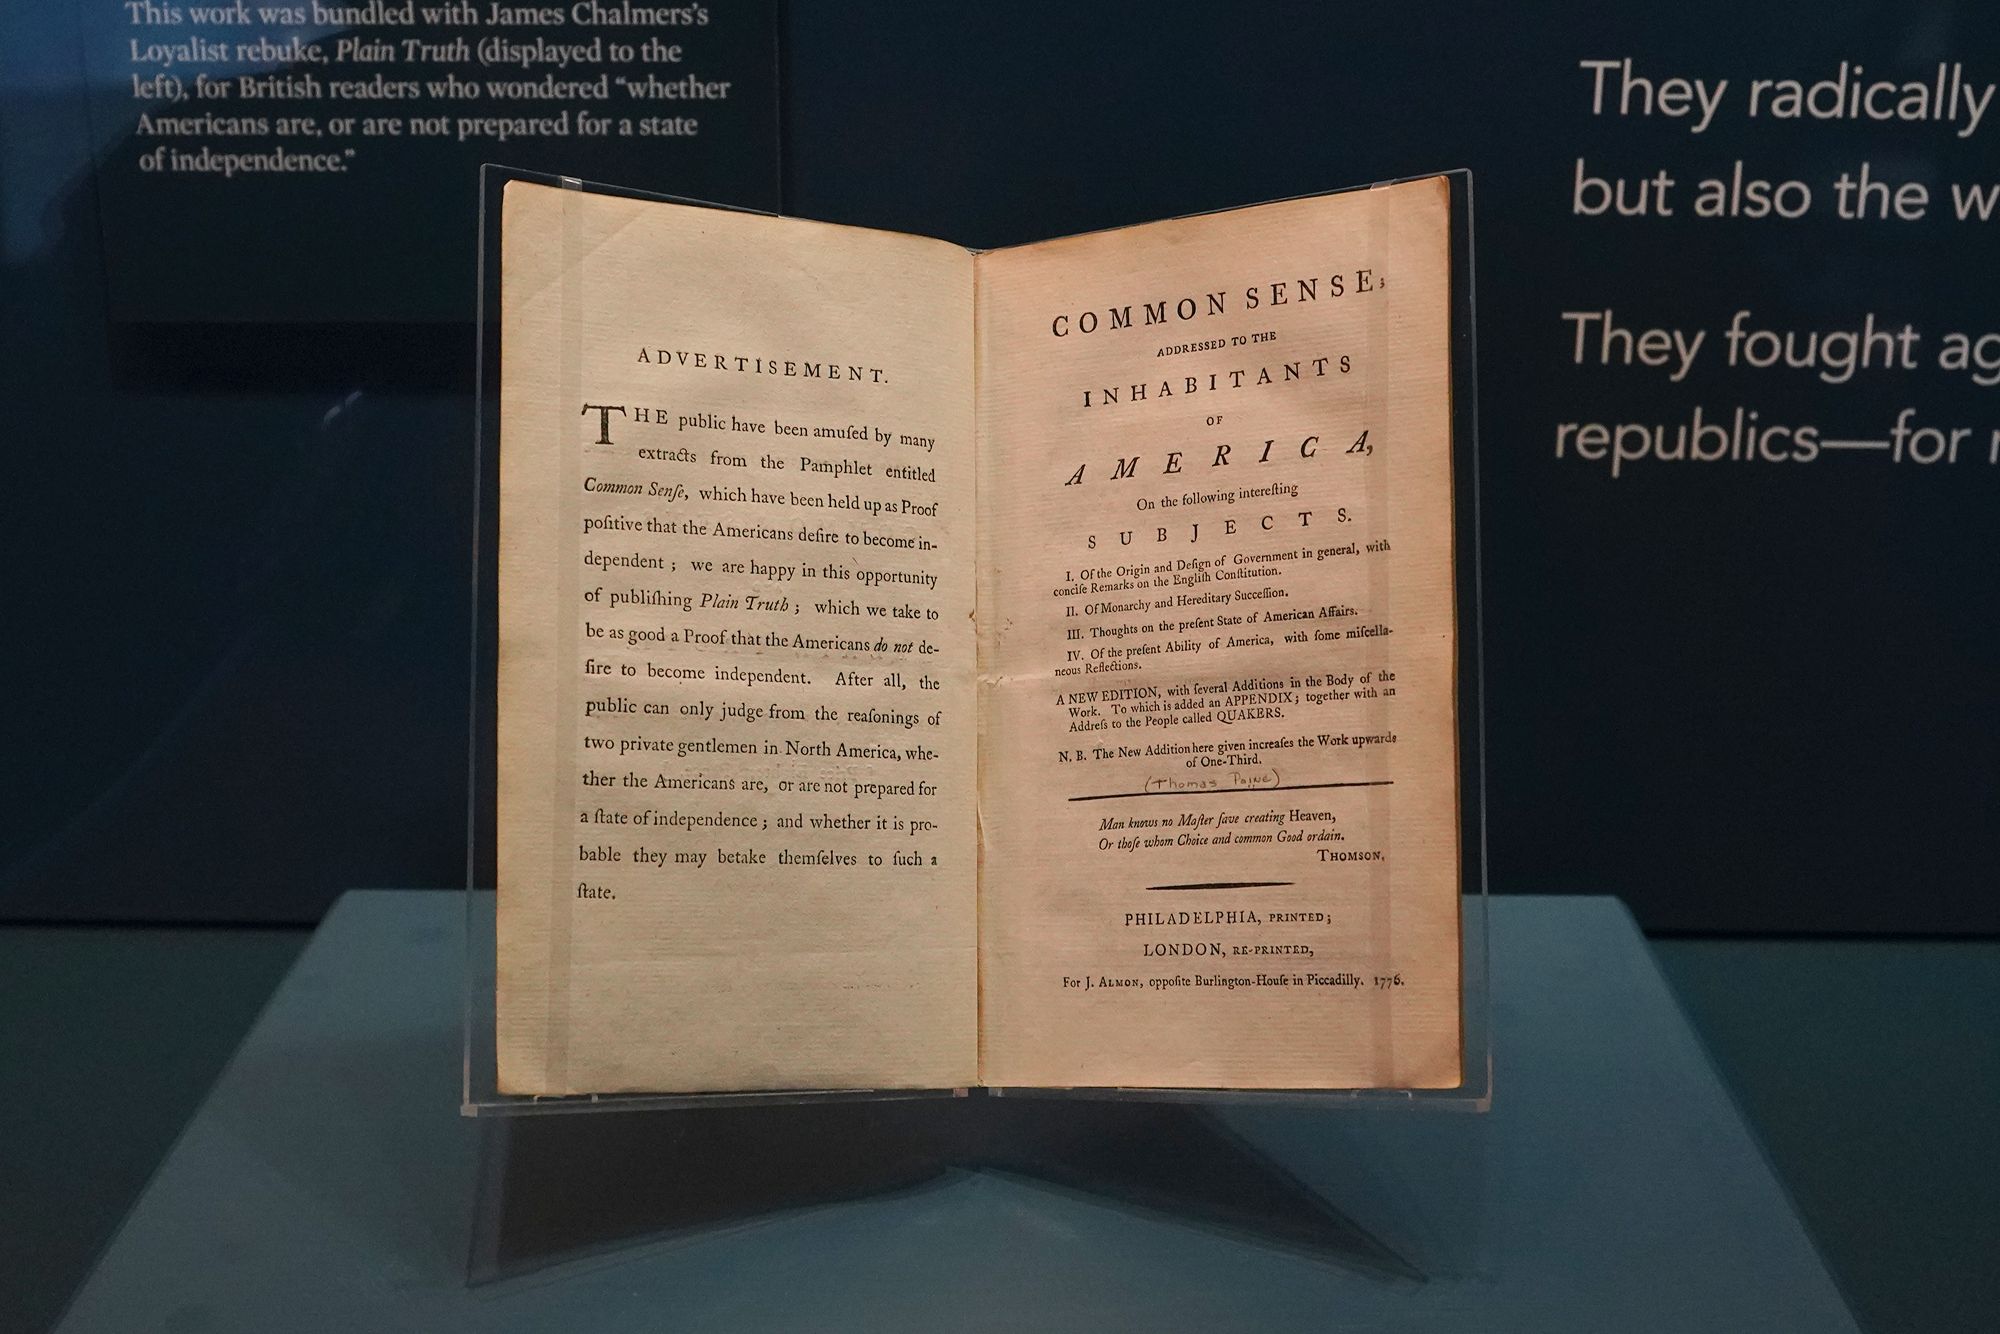 This work was bundled with James Chalmers's
Loyalist rebuke, Plain Truth (displayed to the
left), for British readers who wondered “whether
Americans are, or are not prepared for a state
of independence.”
They radically
but also the w
They fought ag
republics—for r
ADVERTISEMENT.
THE public have been amuſed by many
extracts from the Pamphlet entitled
Common Senſe, which have been held up as Proof
poſitive that the Americans deſire to become in-
dependent ; we are happy in this opportunity
of publiſhing Plain Truth ; which we take to
be as good a Proof that the Americans do not de-
ſire to become independent. After all, the
public can only judge from the reaſonings of
two private gentlemen in North America, whe-
ther the Americans are, or are not prepared for
a ſtate of independence ; and whether it is pro-
bable they may betake themſelves to ſuch a
ſtate.
COMMON SENSE;
ADDRESSED TO THE
INHABITANTS
OF
AMERICA,
On the following intereſting
SUBJECTS.
I. Of the Origin and Deſign of Government in general, with
conciſe Remarks on the Engliſh Conſtitution.
II. Of Monarchy and Hereditary Succeſſion.
III. Thoughts on the preſent State of American Affairs.
IV. Of the preſent Ability of America, with ſome miſcella-
neous Reflections.
A NEW EDITION, with ſeveral Additions in the Body of the
Work. To which is added an APPENDIX ; together with an
Addreſs to the People called QUAKERS.
N. B. The New Addition here given increaſes the Work upwards
of One-Third.
(Thomas Paine)
Man knows no Maſter ſave creating Heaven,
Or thoſe whom Choice and common Good ordain.
THOMSON.
PHILADELPHIA, PRINTED;
LONDON, RE-PRINTED,
For J. ALMON, oppoſite Burlington-Houſe in Piccadilly. 1776.